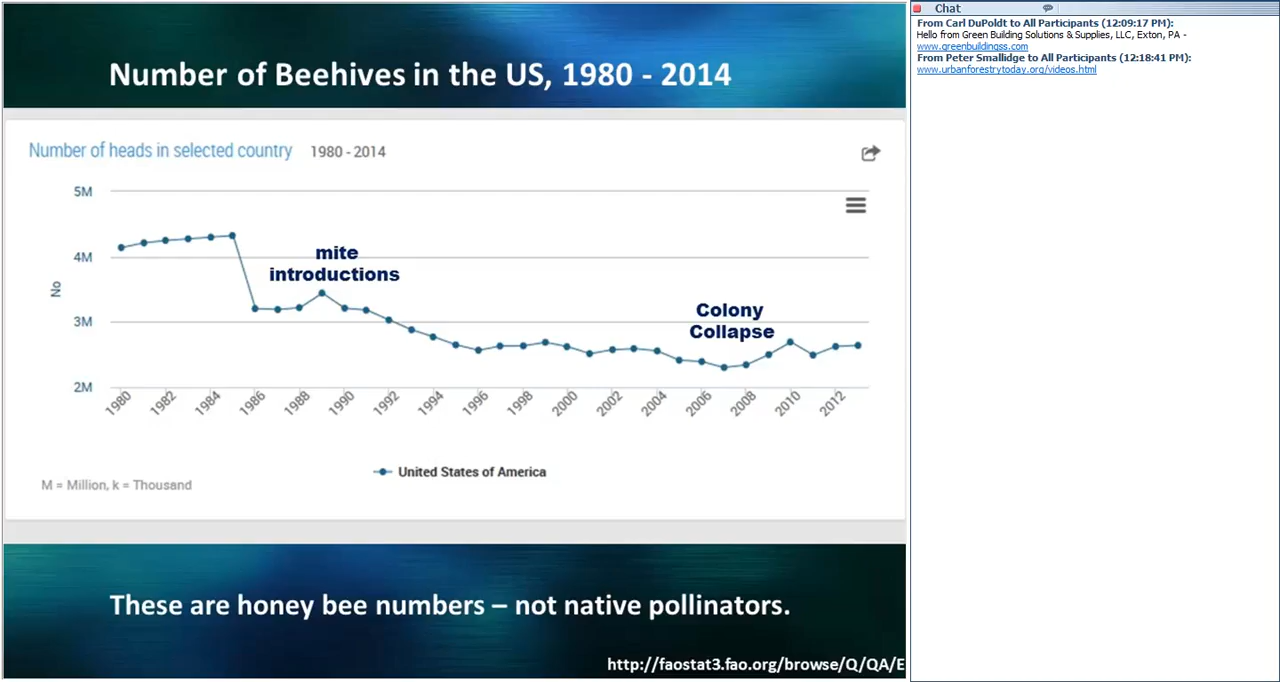 Number of Beehives in the US, 1980 - 2014
Number of heads in selected country 1980 - 2014
5M
4M
3M
2M
No
mite
introductions
Colony
Collapse
1980 1982 1984 1986 1988 1990 1992 1994 1996 1998 2000 2002 2004 2006 2008 2010 2012
United States of America
M = Million, k = Thousand
These are honey bee numbers – not native pollinators.
http://faostat3.fao.org/browse/Q/QA/E
Chat
From Carl DuPoldt to All Participants (12:09:17 PM):
Hello from Green Building Solutions & Supplies, LLC, Exton, PA -
www.greenbuildingss.com
From Peter Smallidge to All Participants (12:18:41 PM):
www.urbanforestrytoday.org/videos.html